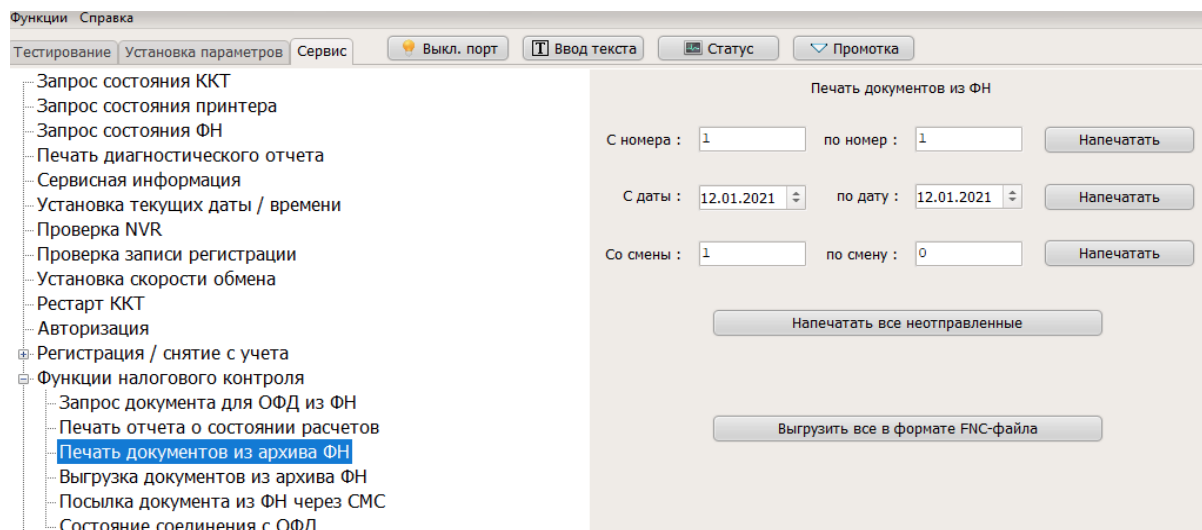 Функции Справка
Тестирование Установка параметров Сервис Выкл. порт Ввод текста Статус Промотка
Запрос состояния ККТ
Запрос состояния принтера
Запрос состояния ФН
Печать диагностического отчета
Сервисная информация
Установка текущих даты / времени
Проверка NVR
Проверка записи регистрации
Установка скорости обмена
Рестарт ККТ
Авторизация
Регистрация / снятие с учета
Функции налогового контроля
Запрос документа для ОФД из ФН
Печать отчета о состоянии расчетов
Печать документов из архива ФН
Выгрузка документов из архива ФН
Посылка документа из ФН через СМС
Состояние соединения с ОФД
Печать документов из ФН
С номера : 1 по номер : 1 Напечатать
С даты : 12.01.2021 по дату : 12.01.2021 Напечатать
Со смены : 1 по смену : 0 Напечатать
Напечатать все неотправленные
Выгрузить все в формате FNC-файла